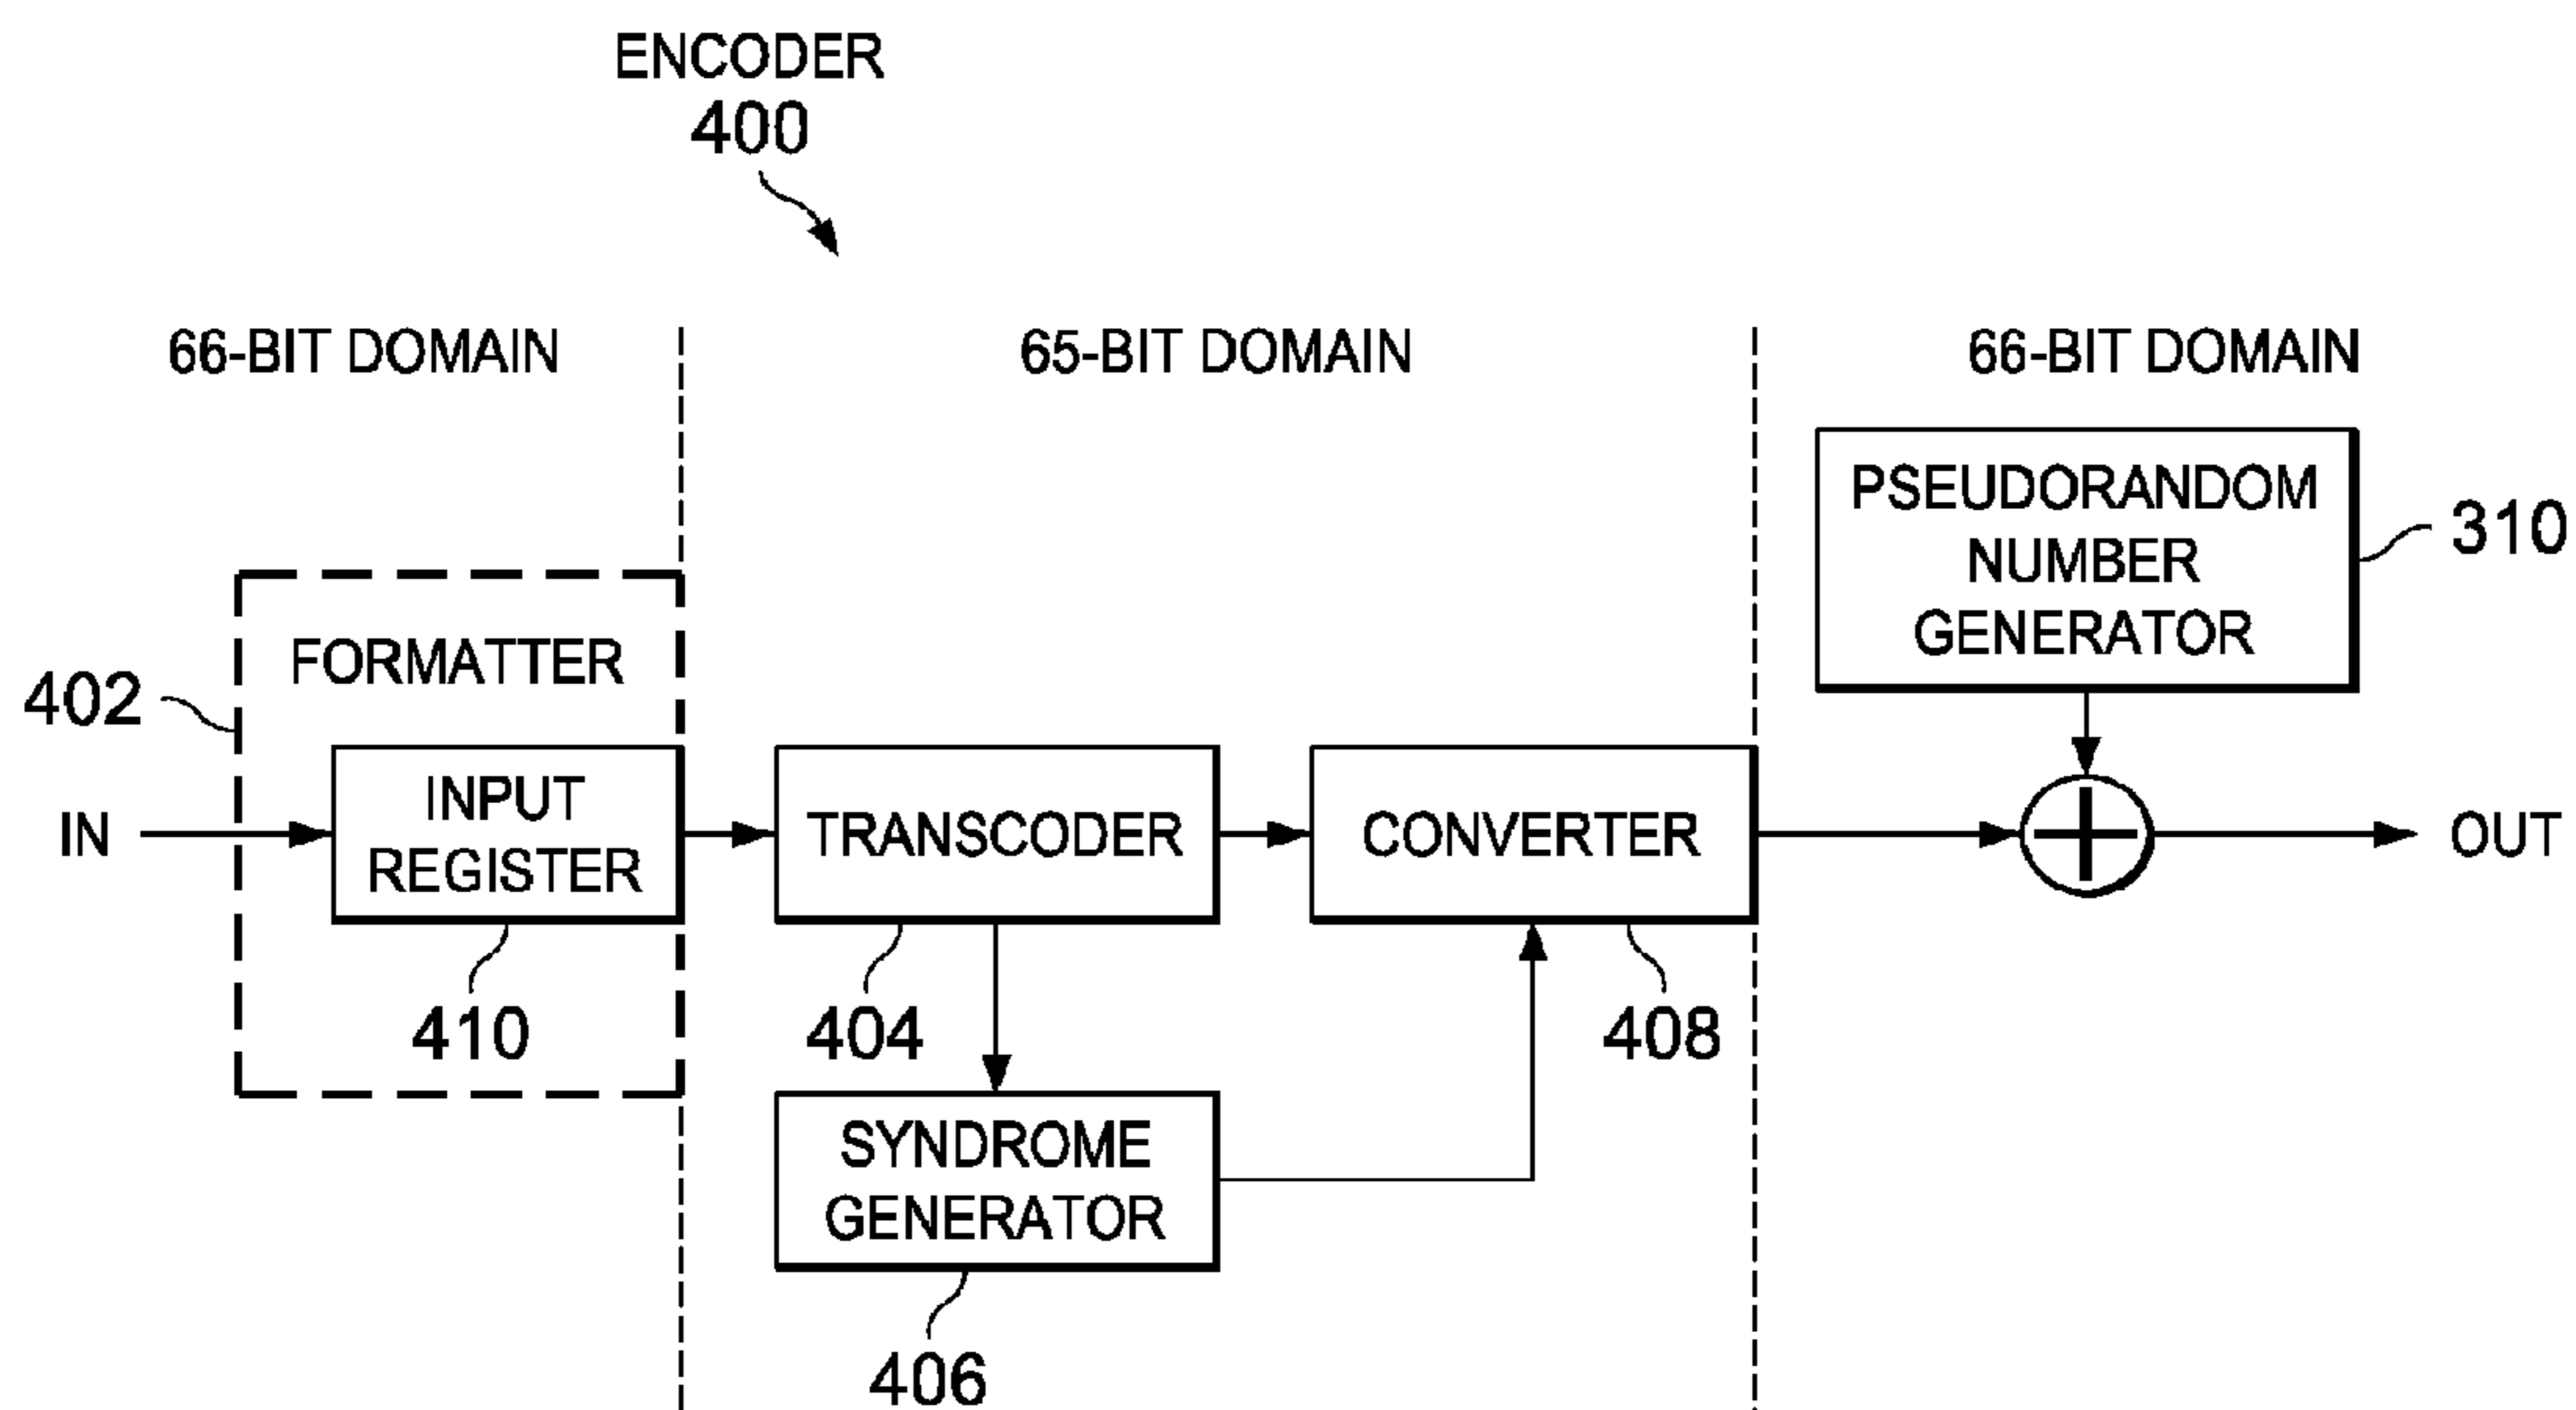 ENCODER
400
66-BIT DOMAIN
65-BIT DOMAIN
66-BIT DOMAIN
PSEUDORANDOM
NUMBER
GENERATOR
310
FORMATTER
402
IN
INPUT
REGISTER
410
TRANSCODER
404
CONVERTER
408
OUT
SYNDROME
GENERATOR
406